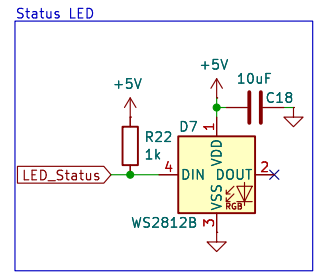 Status LED
+5V
+5V
10uF
C18
R22
1k
D7
1
VDD
LED_Status
4
DIN
DOUT
2
VSS
RGB
3
WS2812B